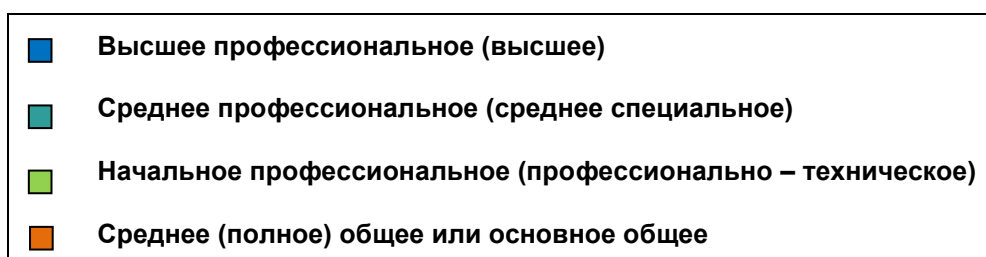 Высшее профессиональное (высшее)
Среднее профессиональное (среднее специальное)
Начальное профессиональное (профессионально – техническое)
Среднее (полное) общее или основное общее